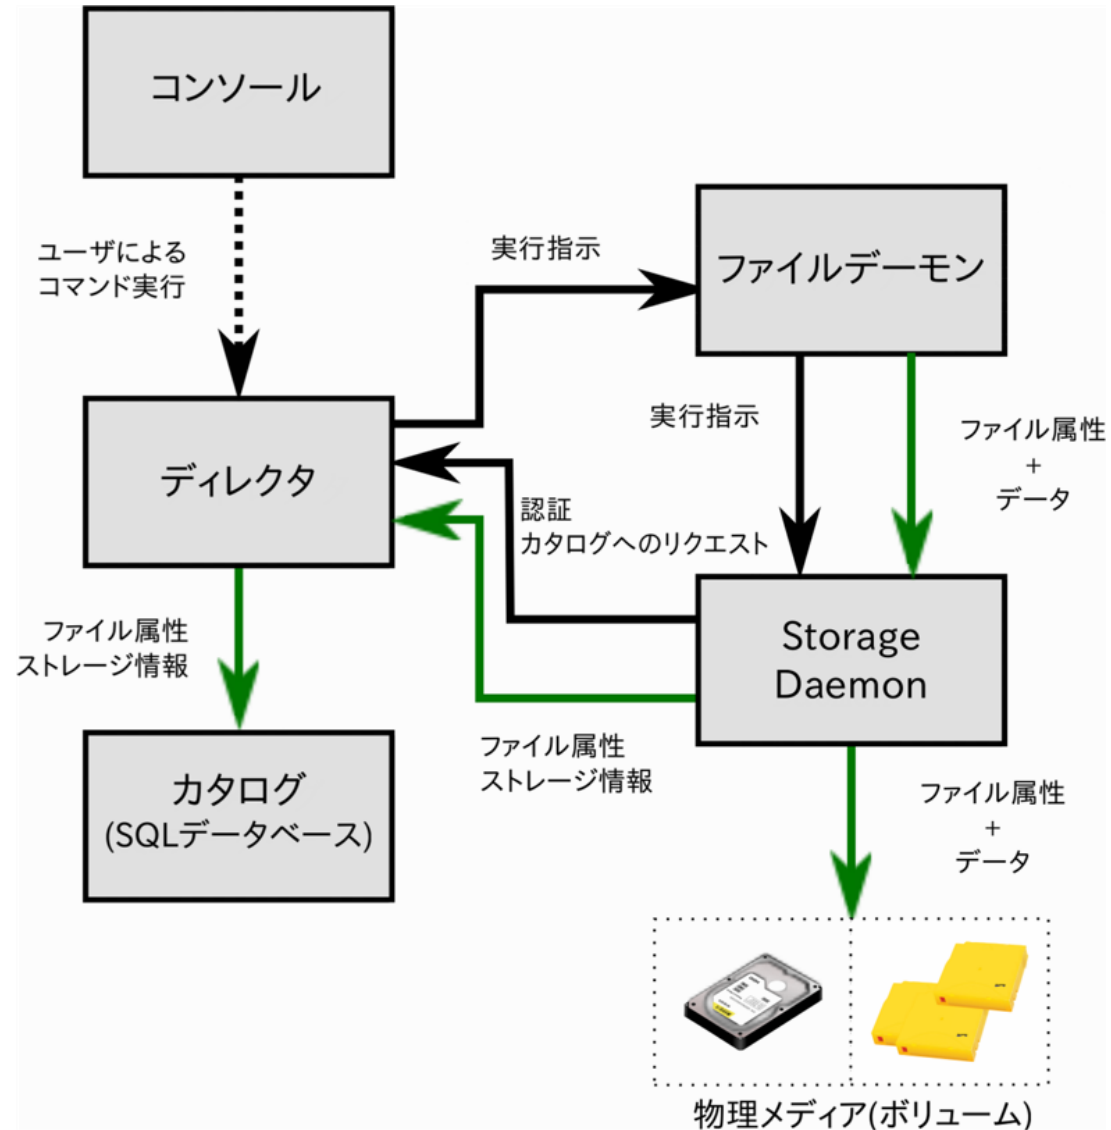 コンソール
ユーザによる
コマンド実行
実行指示
ファイルデーモン
ディレクタ
実行指示
ファイル属性
+
データ
認証
カタログへのリクエスト
ファイル属性
ストレージ情報
Storage
Daemon
ファイル属性
ストレージ情報
カタログ
(SQLデータベース)
ファイル属性
+
データ
物理メディア(ボリューム)